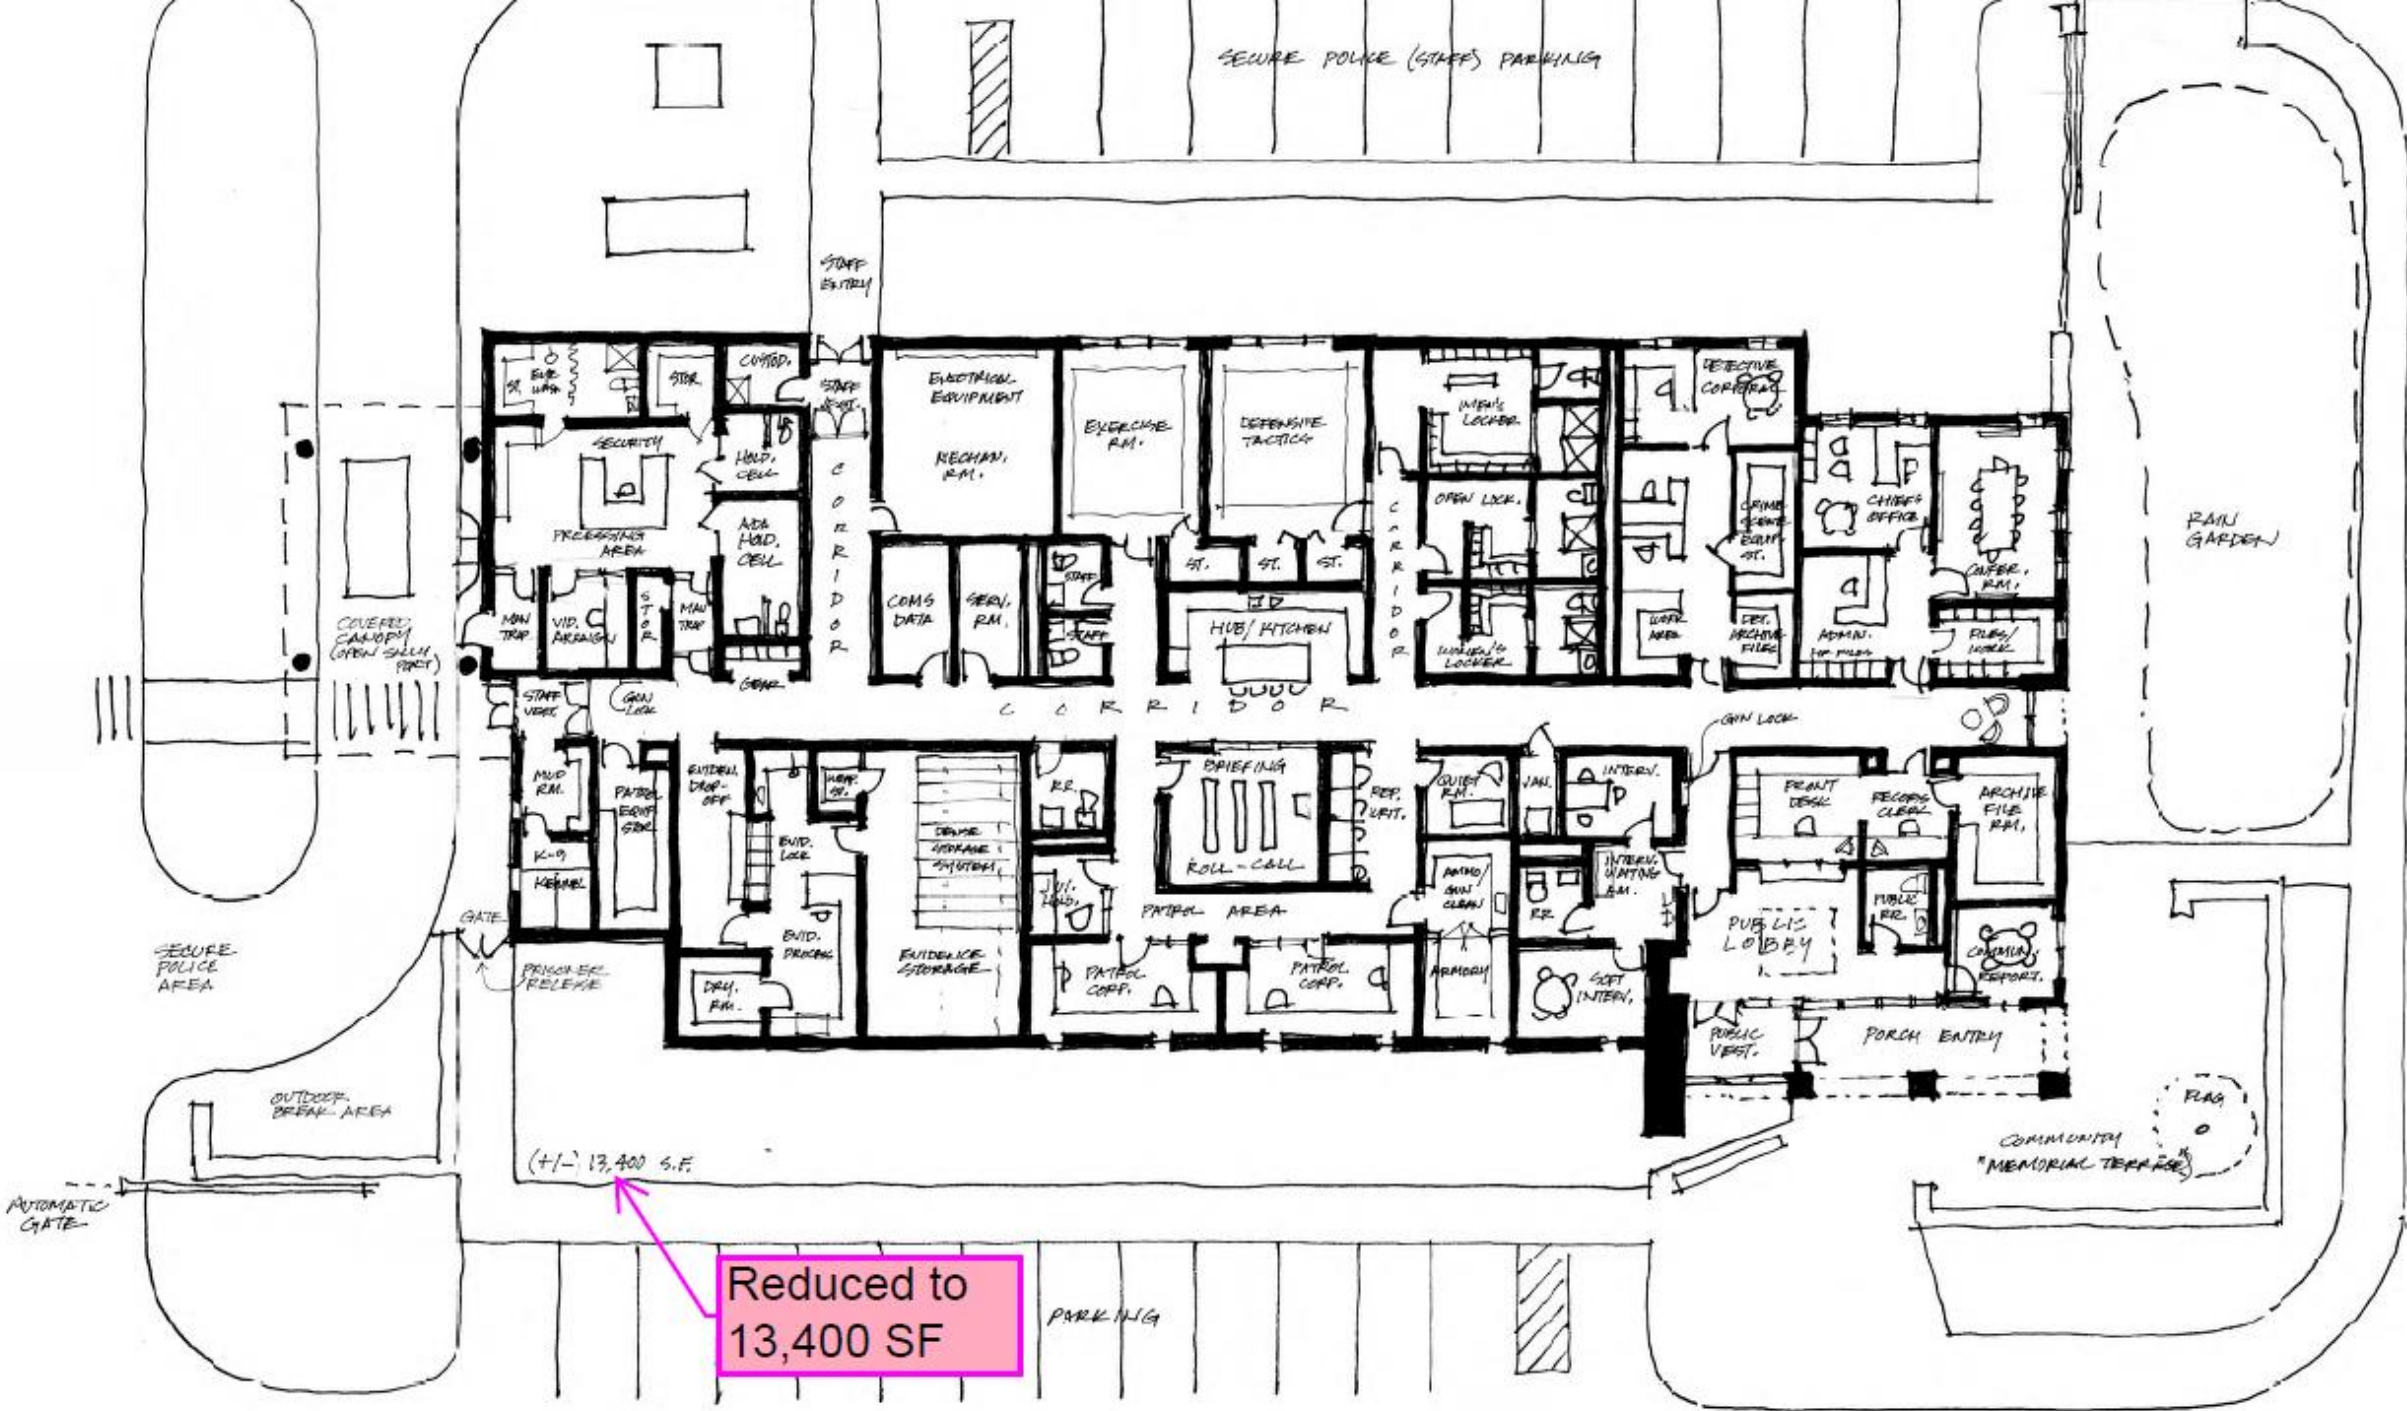 SECURE POLICE (STAFF) PARKING
STAFF
ENTRY
ST.
STOR.
CUSTOD.
STAFF
VEST.
ELECTRICAL
EQUIPMENT
MECHAN.
RM.
EXERCISE
RM.
DEFENSIVE
TACTICS
MEN'S
LOCKER
DETECTIVE
CORPORAL
SECURITY
PROCESSING
AREA
HOLD.
CELL
ADA
HOLD.
CELL
CORRIDOR
OPEN LOCK.
CRIME
SCENE
EQUIP.
ST.
CHIEF'S
OFFICE
CONFER.
RM.
RAIN
GARDEN
COVERED
CANOPY
(OPEN SALLY
PORT)
MAN
TRAP
VID.
ARRAIGN
STOR
MAN
TRAP
COMS
DATA
SERV.
RM.
STAFF
STAFF
ST.
ST.
ST.
HUB/KITCHEN
CORRIDOR
WOMEN'S
LOCKER
WORK
AREA
DET.
ARCHIVE
FILES
ADMIN.
HR FILES
FILES/
WORK
STAFF
VEST.
GUN
LOCK
GEAR
CORRIDOR
GUN LOCK
MUD
RM.
PATROL
EQUIP
STOR.
EVIDEN.
DROP-
OFF
EVID.
LOCK
DENSE
STORAGE
SYSTEM
RR.
BRIEFING
ROLL-CALL
REP.
WRIT.
QUIET
RM.
JAN.
INTERV.
FRONT
DESK
RECORDS
CLERK
ARCHIVE
FILE
RM.
K-9
KENNEL
JUV.
HOLD.
PATROL AREA
AMMO/
GUN
CLEAN
RR
INTERV.
WAITING
RM.
PUBLIC
LOBBY
PUBLIC
RR.
COMMUN.
REPORT.
GATE
PRISONER
RELEASE
SECURE
POLICE
AREA
EVID.
PROCESS
DRY.
RM.
EVIDENCE
STORAGE
PATROL
CORP.
PATROL
CORP.
ARMORY
SOFT
INTERV.
PUBLIC
VEST.
PORCH ENTRY
OUTDOOR
BREAK AREA
FLAG
COMMUNITY
"MEMORIAL TERRACE"
(+/-) 13,400 S.F.
AUTOMATIC
GATE
Reduced to
13,400 SF
PARKING